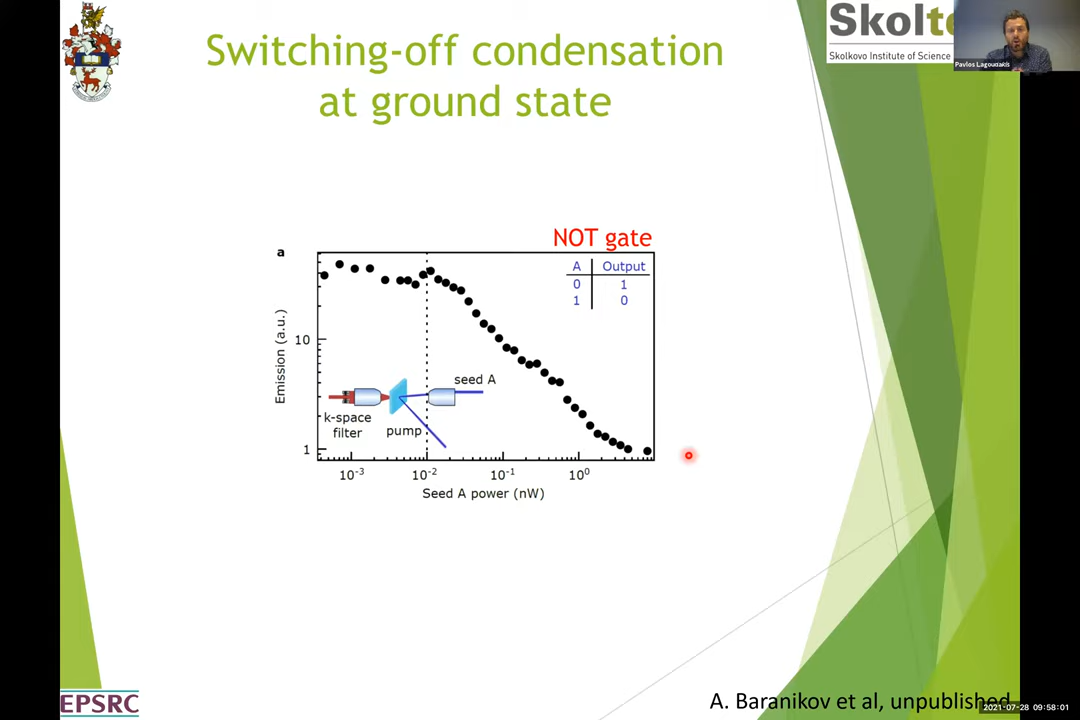 Switching-off condensation
at ground state
Skolte
Skolkovo Institute of Science
Pavlos Lagoudakis
NOT gate
a
A Output
0 1
1 0
Emission (a.u.)
10
1
seed A
k-space
filter
pump
10⁻³ 10⁻² 10⁻¹ 10⁰
Seed A power (nW)
EPSRC
A. Baranikov et al, unpublished
2021-07-28 09:58:01